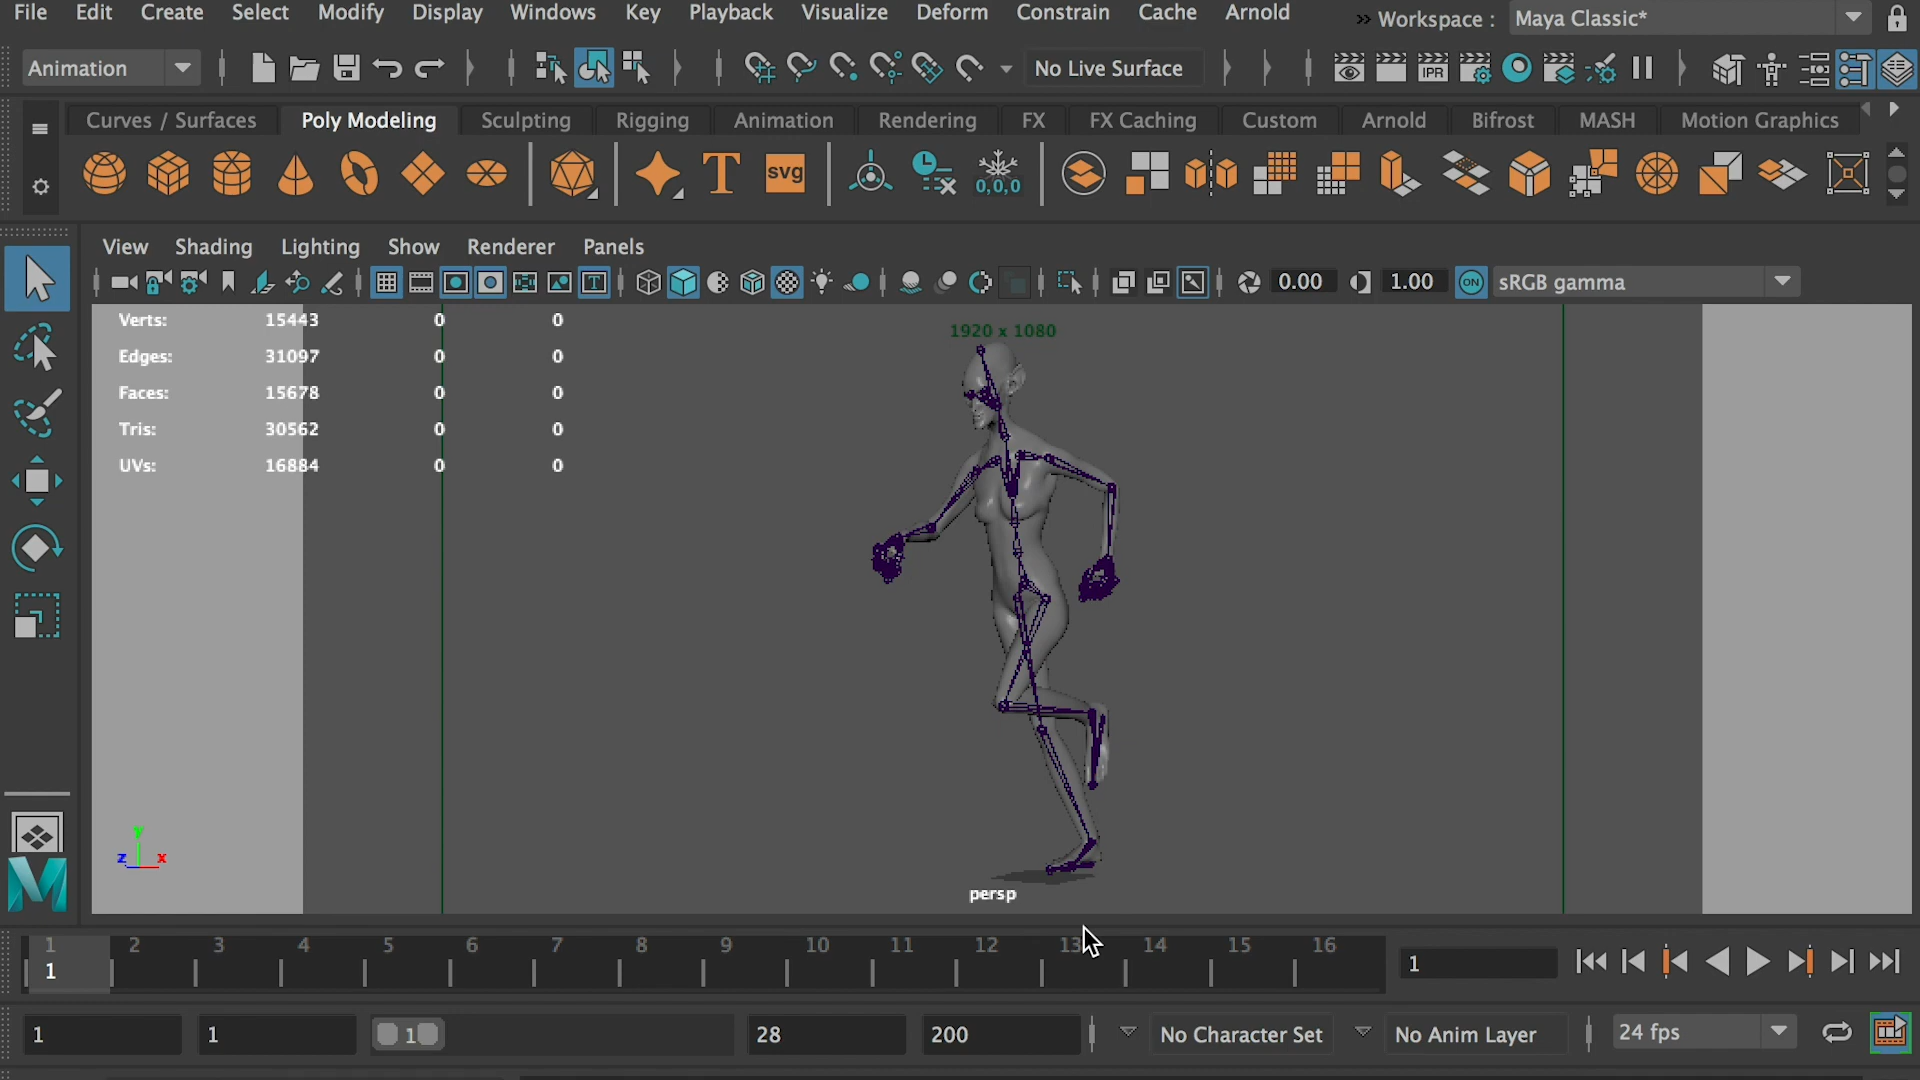 File Edit Create Select Modify Display Windows Key Playback Visualize Deform Constrain Cache Arnold Workspace : Maya Classic*
Animation No Live Surface IPR
Curves / Surfaces Poly Modeling Sculpting Rigging Animation Rendering FX FX Caching Custom Arnold Bifrost MASH Motion Graphics
T svg 0,0,0
View Shading Lighting Show Renderer Panels
T 0.00 1.00 ON sRGB gamma
Verts: 15443 0 0
1920 x 1080
Edges: 31097 0 0
Faces: 15678 0 0
Tris: 30562 0 0
UVs: 16884 0 0
Y
Z X
persp
M
1 2 3 4 5 6 7 8 9 10 11 12 13 14 15 16
1 1
1 1 1 28 200 No Character Set No Anim Layer 24 fps